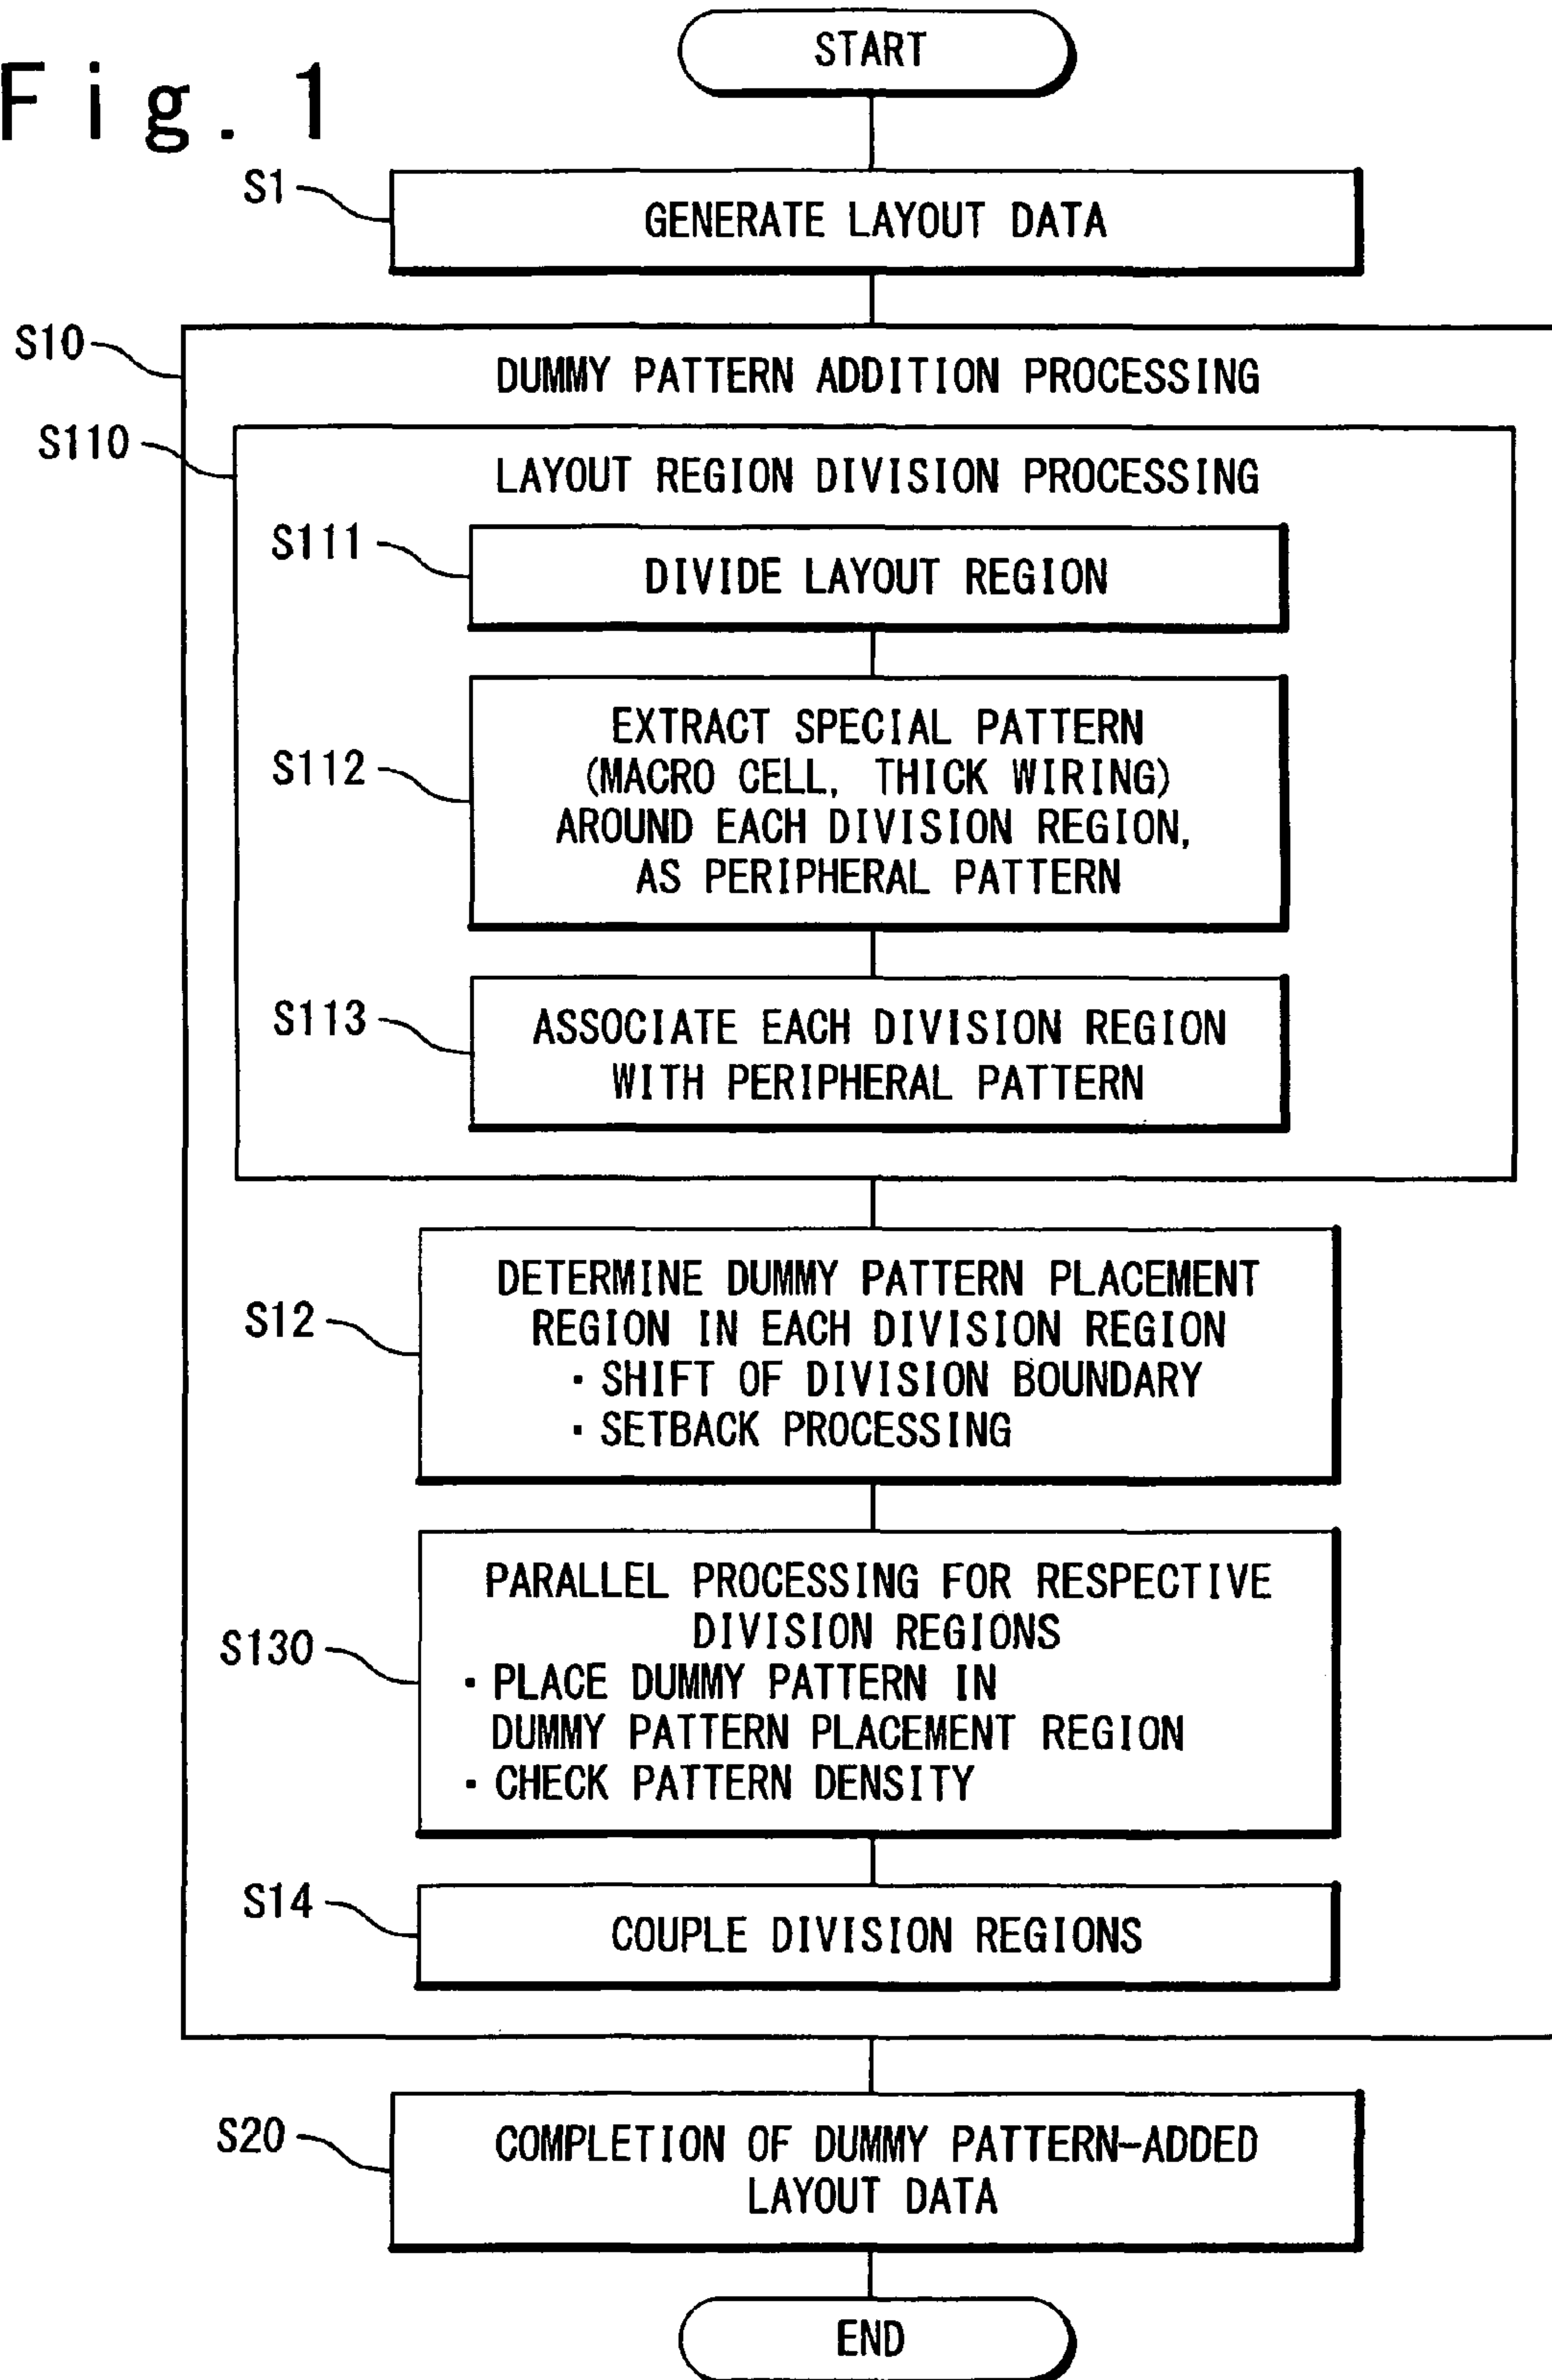 Fig. 1
START
S1
GENERATE LAYOUT DATA
S10
DUMMY PATTERN ADDITION PROCESSING
S110
LAYOUT REGION DIVISION PROCESSING
S111
DIVIDE LAYOUT REGION
S112
EXTRACT SPECIAL PATTERN
(MACRO CELL, THICK WIRING)
AROUND EACH DIVISION REGION,
AS PERIPHERAL PATTERN
S113
ASSOCIATE EACH DIVISION REGION
WITH PERIPHERAL PATTERN
S12
DETERMINE DUMMY PATTERN PLACEMENT
REGION IN EACH DIVISION REGION
・SHIFT OF DIVISION BOUNDARY
・SETBACK PROCESSING
S130
PARALLEL PROCESSING FOR RESPECTIVE
DIVISION REGIONS
・PLACE DUMMY PATTERN IN
DUMMY PATTERN PLACEMENT REGION
・CHECK PATTERN DENSITY
S14
COUPLE DIVISION REGIONS
S20
COMPLETION OF DUMMY PATTERN-ADDED
LAYOUT DATA
END